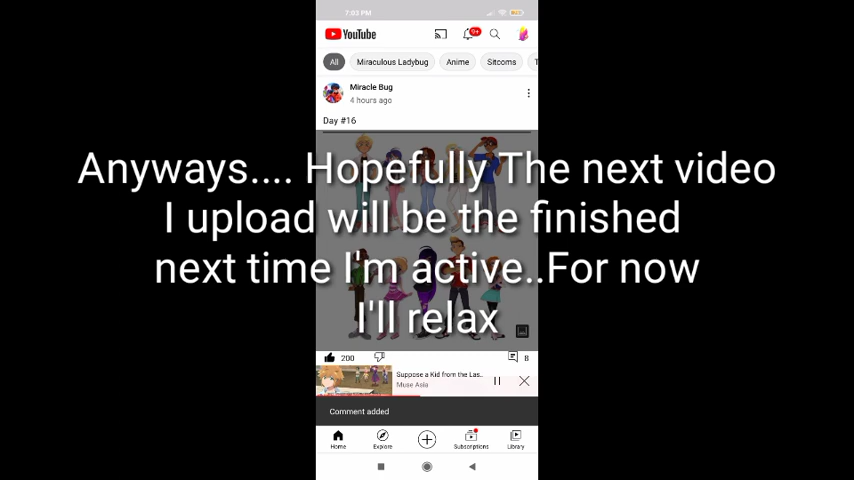 7:03 PM
YouTube
9+
All
Miraculous Ladybug
Anime
Sitcoms
Miracle Bug
4 hours ago
Day #16
Anyways.... Hopefully The next video
I upload will be the finished
next time I'm active..For now
I'll relax
200
8
Suppose a Kid from the Las..
Muse Asia
Comment added
Home
Explore
Subscriptions
Library